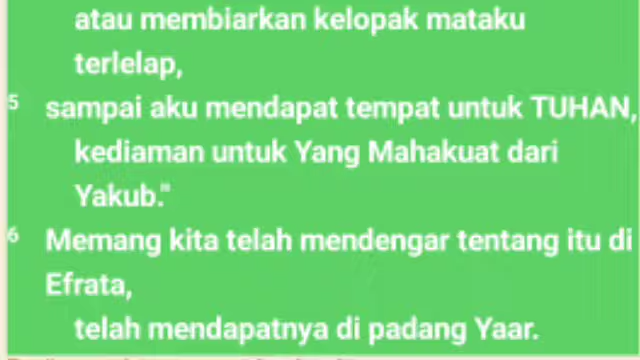 atau membiarkan kelopak mataku
terlelap,
5 sampai aku mendapat tempat untuk TUHAN,
kediaman untuk Yang Mahakuat dari
Yakub."
6 Memang kita telah mendengar tentang itu di
Efrata,
telah mendapatnya di padang Yaar.